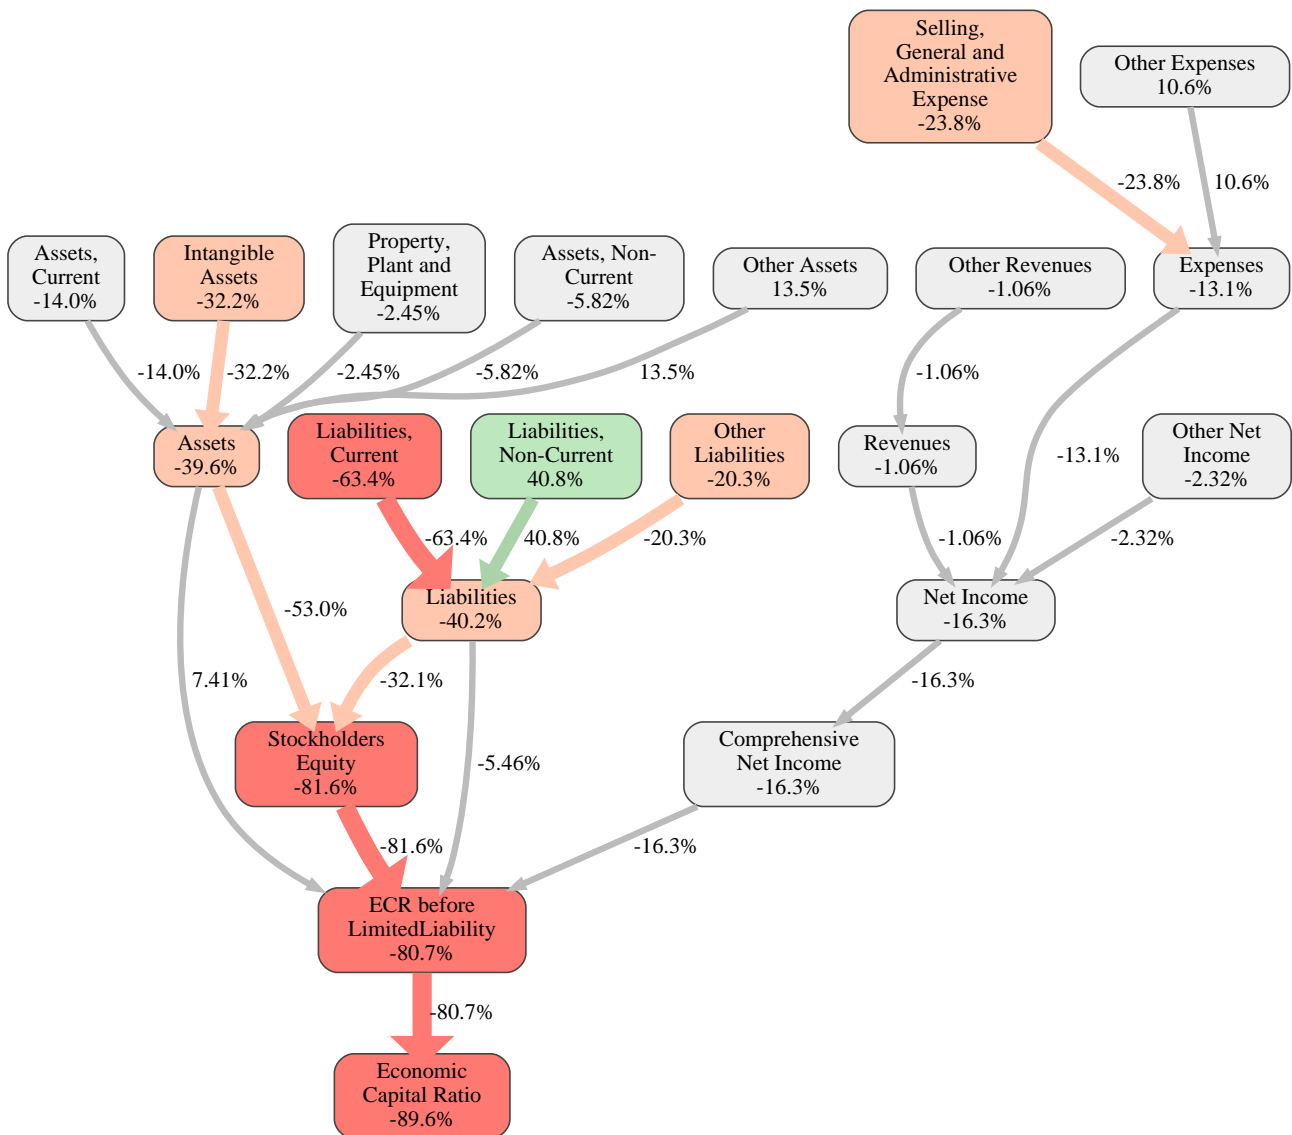 Selling,
General and
Administrative
Expense
-23.8%
Other Expenses
10.6%
-23.8%
10.6%
Assets,
Current
-14.0%
Intangible
Assets
-32.2%
Property,
Plant and
Equipment
-2.45%
Assets, Non-
Current
-5.82%
Other Assets
13.5%
Other Revenues
-1.06%
Expenses
-13.1%
-14.0%
-32.2%
-2.45%
-5.82%
13.5%
-1.06%
Assets
-39.6%
Liabilities,
Current
-63.4%
Liabilities,
Non-Current
40.8%
Other
Liabilities
-20.3%
Revenues
-1.06%
-13.1%
Other Net
Income
-2.32%
-63.4%
40.8%
-20.3%
-1.06%
-2.32%
-53.0%
Liabilities
-40.2%
Net Income
-16.3%
7.41%
-32.1%
-16.3%
Stockholders
Equity
-81.6%
-5.46%
Comprehensive
Net Income
-16.3%
-81.6%
-16.3%
ECR before
LimitedLiability
-80.7%
-80.7%
Economic
Capital Ratio
-89.6%